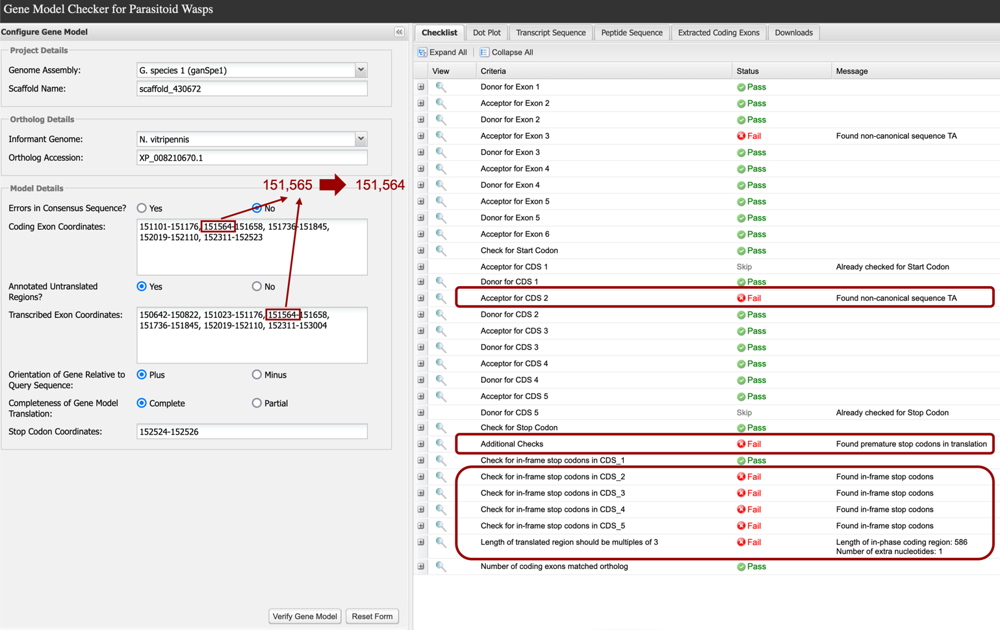 Gene Model Checker for Parasitoid Wasps
Configure Gene Model
Project Details
Genome Assembly: G. species 1 (ganSpe1)
Scaffold Name: scaffold_430672
Ortholog Details
Informant Genome: N. vitripennis
Ortholog Accession: XP_008210670.1
151,565 151,564
Model Details
Errors in Consensus Sequence? Yes No
Coding Exon Coordinates: 151101-151176, 151564-151658, 151736-151845,
152019-152110, 152311-152523
Annotated Untranslated Yes No
Regions?
Transcribed Exon Coordinates: 150642-150822, 151023-151176, 151564-151658,
151736-151845, 152019-152110, 152311-153004
Orientation of Gene Relative to Plus Minus
Query Sequence:
Completeness of Gene Model Complete Partial
Translation:
Stop Codon Coordinates: 152524-152526
Verify Gene Model Reset Form
Checklist Dot Plot Transcript Sequence Peptide Sequence Extracted Coding Exons Downloads
Expand All Collapse All
View Criteria Status Message
Donor for Exon 1 Pass
Acceptor for Exon 2 Pass
Donor for Exon 2 Pass
Acceptor for Exon 3 Fail Found non-canonical sequence TA
Donor for Exon 3 Pass
Acceptor for Exon 4 Pass
Donor for Exon 4 Pass
Acceptor for Exon 5 Pass
Donor for Exon 5 Pass
Acceptor for Exon 6 Pass
Check for Start Codon Pass
Acceptor for CDS 1 Skip Already checked for Start Codon
Donor for CDS 1 Pass
Acceptor for CDS 2 Fail Found non-canonical sequence TA
Donor for CDS 2 Pass
Acceptor for CDS 3 Pass
Donor for CDS 3 Pass
Acceptor for CDS 4 Pass
Donor for CDS 4 Pass
Acceptor for CDS 5 Pass
Donor for CDS 5 Skip Already checked for Stop Codon
Check for Stop Codon Pass
Additional Checks Fail Found premature stop codons in translation
Check for in-frame stop codons in CDS_1 Pass
Check for in-frame stop codons in CDS_2 Fail Found in-frame stop codons
Check for in-frame stop codons in CDS_3 Fail Found in-frame stop codons
Check for in-frame stop codons in CDS_4 Fail Found in-frame stop codons
Check for in-frame stop codons in CDS_5 Fail Found in-frame stop codons
Length of translated region should be multiples of 3 Fail Length of in-phase coding region: 586
Number of extra nucleotides: 1
Number of coding exons matched ortholog Pass